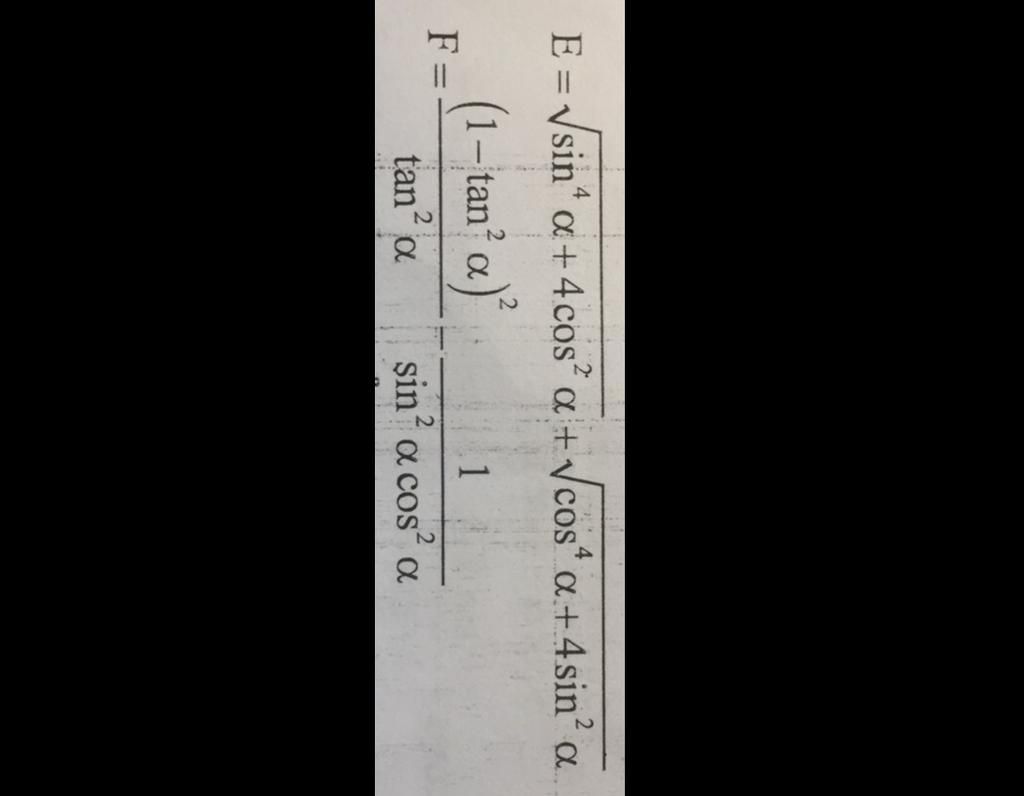 E = √(sin⁴ α + 4cos² α) + √(cos⁴ α + 4sin² α)
F = (1 − tan² α)² / tan² α − 1 / sin² α cos² α